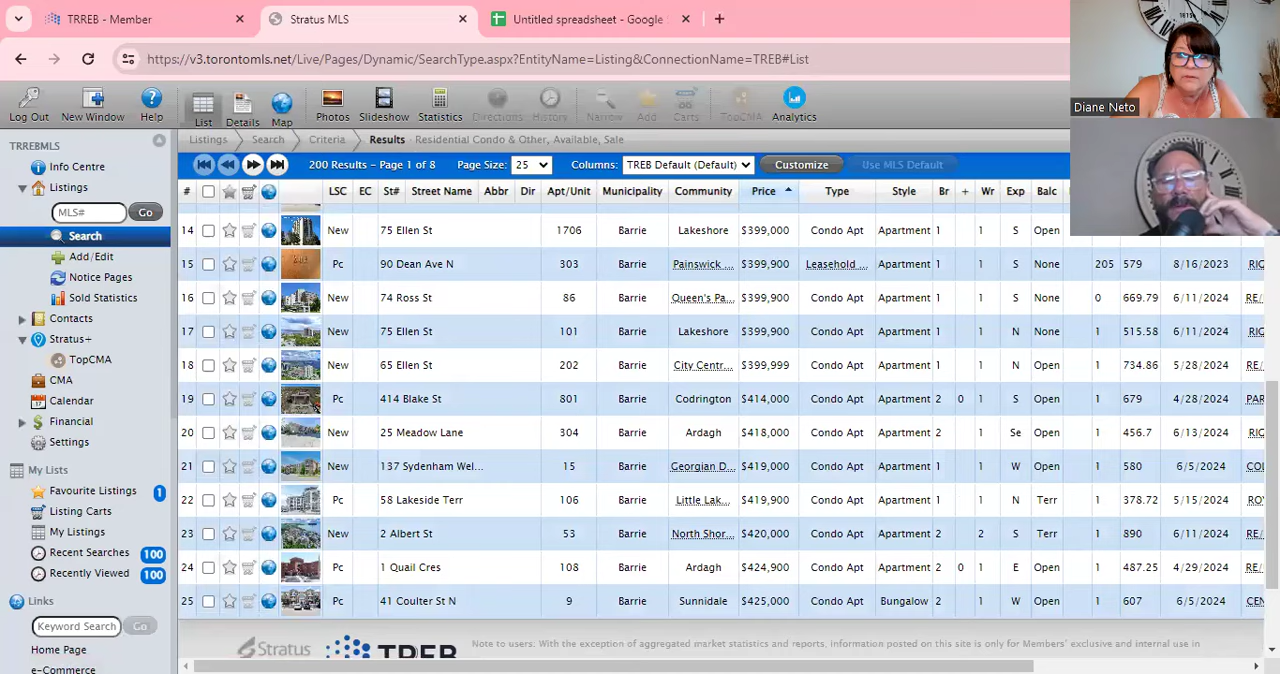 TRREB - Member
Stratus MLS
Untitled spreadsheet - Google
https://v3.torontomls.net/Live/Pages/Dynamic/SearchType.aspx?EntityName=Listing&ConnectionName=TREB#List
Log Out New Window Help List Details Map Photos Slideshow Statistics Directions History Narrow Add Carts TopCMA Analytics
Diane Neto
TRREBMLS
Info Centre
Listings
MLS# Go
Search
Add/Edit
Notice Pages
Sold Statistics
Contacts
Stratus+
TopCMA
CMA
Calendar
Financial
Settings
My Lists
Favourite Listings 1
Listing Carts
My Listings
Recent Searches 100
Recently Viewed 100
Links
Keyword Search Go
Home Page
e-Commerce
Listings Search Criteria Results - Residential Condo & Other, Available, Sale
200 Results – Page 1 of 8 Page Size: 25 Columns: TREB Default (Default) Customize Use MLS Default
# LSC EC St# Street Name Abbr Dir Apt/Unit Municipality Community Price Type Style Br + Wr Exp Balc
14 New 75 Ellen St 1706 Barrie Lakeshore $399,000 Condo Apt Apartment 1 1 S Open
15 Pc 90 Dean Ave N 303 Barrie Painswick ... $399,900 Leasehold ... Apartment 1 1 S None 205 579 8/16/2023 RIG
16 New 74 Ross St 86 Barrie Queen's Pa... $399,900 Condo Apt Apartment 1 1 S None 0 669.79 6/11/2024 RE/
17 New 75 Ellen St 101 Barrie Lakeshore $399,900 Condo Apt Apartment 1 1 N None 1 515.58 6/11/2024 RIG
18 New 65 Ellen St 202 Barrie City Centr... $399,999 Condo Apt Apartment 1 1 N Open 1 734.86 5/28/2024 RE/
19 Pc 414 Blake St 801 Barrie Codrington $414,000 Condo Apt Apartment 2 0 1 S Open 1 679 4/28/2024 PAR
20 New 25 Meadow Lane 304 Barrie Ardagh $418,000 Condo Apt Apartment 2 1 Se Open 1 456.7 6/13/2024 RIG
21 New 137 Sydenham Wel... 15 Barrie Georgian D... $419,000 Condo Apt Apartment 1 1 W Open 1 580 6/5/2024 COL
22 Pc 58 Lakeside Terr 106 Barrie Little Lak... $419,900 Condo Apt Apartment 1 1 N Terr 1 378.72 5/15/2024 ROY
23 New 2 Albert St 53 Barrie North Shor... $420,000 Condo Apt Apartment 2 2 S Terr 1 890 6/11/2024 RE/
24 Pc 1 Quail Cres 108 Barrie Ardagh $424,900 Condo Apt Apartment 2 0 1 E Open 1 487.25 4/29/2024 RE/
25 Pc 41 Coulter St N 9 Barrie Sunnidale $425,000 Condo Apt Bungalow 2 1 W Open 1 607 6/5/2024 CEN
Stratus TRREB Note to users: With the exception of aggregated market statistics and reports, information posted on this site is only for Members' exclusive and internal use in